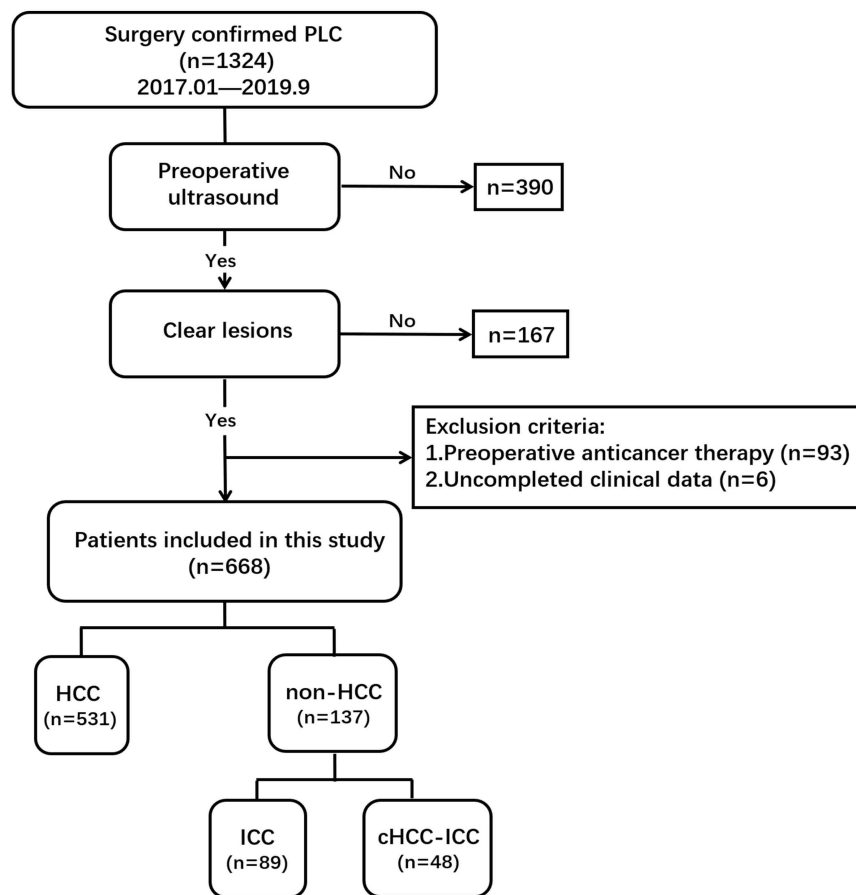 Surgery confirmed PLC
(n=1324)
2017.01—2019.9
Preoperative
ultrasound
No
n=390
Yes
Clear lesions
No
n=167
Yes
Exclusion criteria:
1.Preoperative anticancer therapy (n=93)
2.Uncompleted clinical data (n=6)
Patients included in this study
(n=668)
HCC
(n=531)
non-HCC
(n=137)
ICC
(n=89)
cHCC-ICC
(n=48)